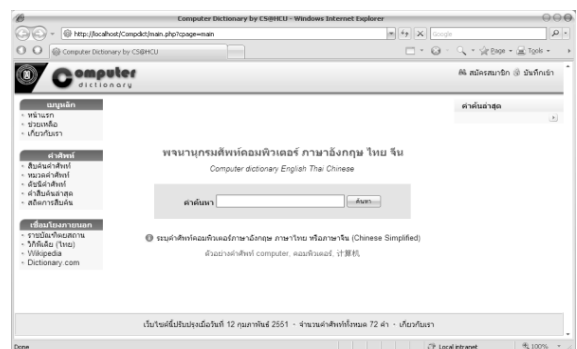 Computer Dictionary by CS@HCU - Windows Internet Explorer
http://localhost/Compdict/main.php?cpage=main
Google
Computer Dictionary by CS@HCU
Page
Tools
Computer
dictionary
สมัครสมาชิก
บันทึกเข้า
เมนูหลัก
หน้าแรก
ช่วยเหลือ
เกี่ยวกับเรา
คำศัพท์
สืบค้นคำศัพท์
หมวดคำศัพท์
ดัชนีคำศัพท์
คำสืบค้นล่าสุด
สถิติการสืบค้น
เชื่อมโยงภายนอก
ราชบัณฑิตยสถาน
วิกิพีเดีย (ไทย)
Wikipedia
Dictionary.com
คำค้นล่าสุด
พจนานุกรมศัพท์คอมพิวเตอร์ ภาษาอังกฤษ ไทย จีน
Computer dictionary English Thai Chinese
คำค้นหา
ค้นหา
ระบุคำศัพท์คอมพิวเตอร์ภาษาอังกฤษ ภาษาไทย หรือภาษาจีน (Chinese Simplified)
ตัวอย่างคำศัพท์ computer, คอมพิวเตอร์, 计算机
เว็บไซต์นี้ปรับปรุงเมื่อวันที่ 12 กุมภาพันธ์ 2551 - จำนวนคำศัพท์ทั้งหมด 72 คำ - เกี่ยวกับเรา
Done
Local intranet
100%